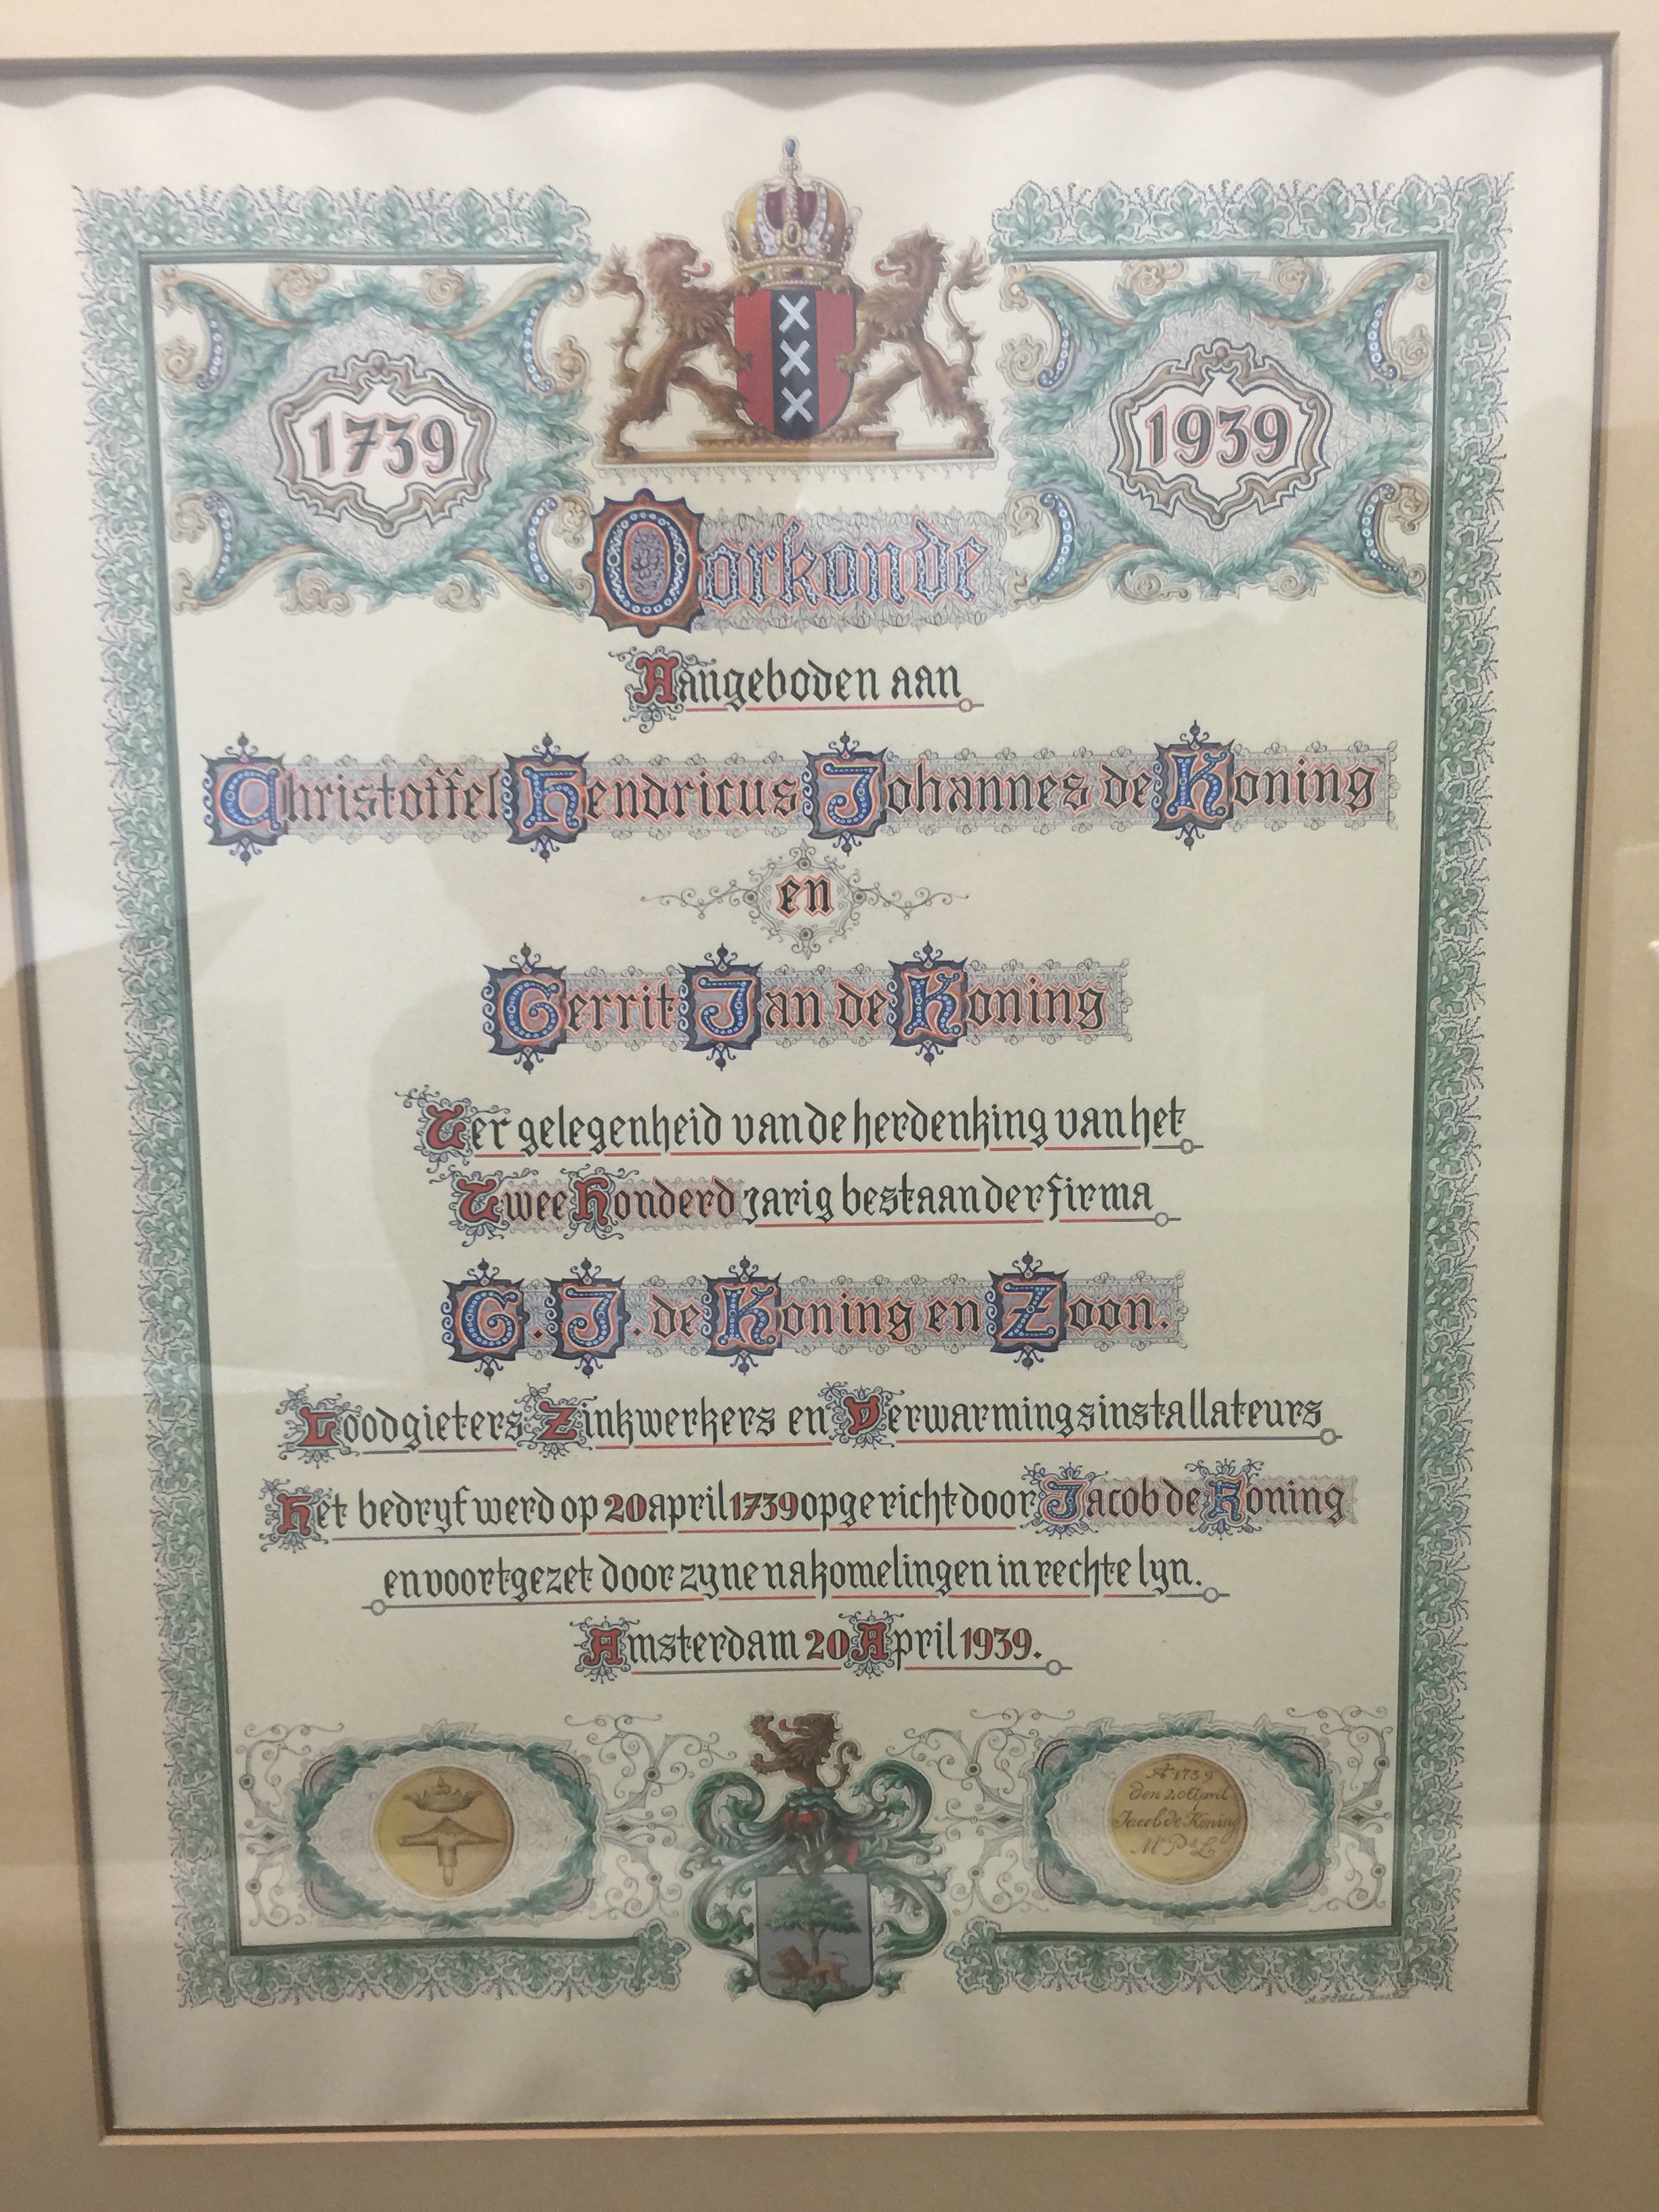 1739
1939
Oorkonde
Aangeboden aan
Christoffel Hendricus Johannes de Koning
en
Gerrit Jan de Koning
Ter gelegenheid van de herdenking van het
Twee Honderd jarig bestaan der firma
G. J. de Koning en Zoon.
Loodgieters Zinkwerkers en Verwarmingsinstallateurs
Het bedryf werd op 20 april 1739 opgericht door Jacob de Koning
en voortgezet door zyne nakomelingen in rechte lyn.
Amsterdam 20 April 1939.
Ao 1739
den 20 April
Jacob de Koning